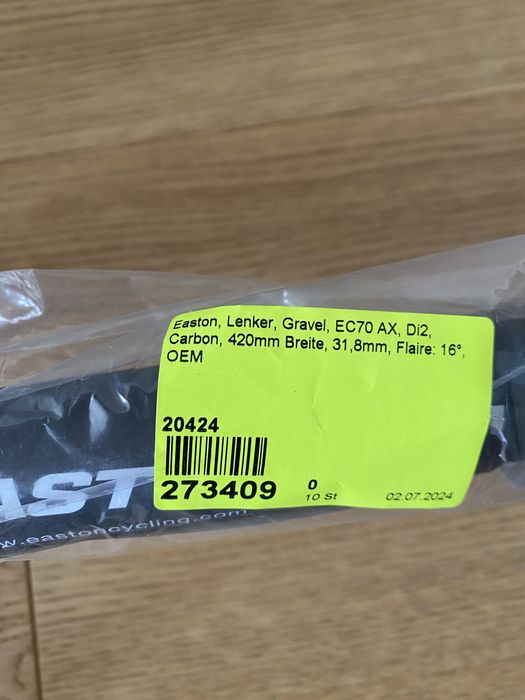 Easton, Lenker, Gravel, EC70 AX, Di2,
Carbon, 420mm Breite, 31,8mm, Flaire: 16°,
OEM
20424
273409
0
10 St
02.07.2024
AST
w.eastoncycling.com